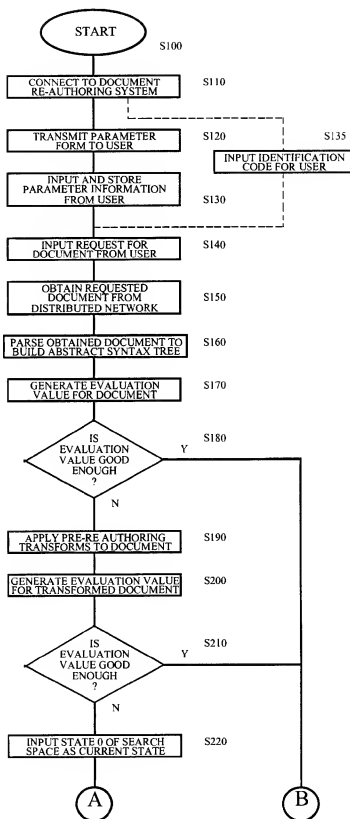 START
S100
CONNECT TO DOCUMENT
RE-AUTHORING SYSTEM
S110
TRANSMIT PARAMETER
FORM TO USER
S120
S135
INPUT IDENTIFICATION
CODE FOR USER
INPUT AND STORE
PARAMETER INFORMATION
FROM USER
S130
INPUT REQUEST FOR
DOCUMENT FROM USER
S140
OBTAIN REQUESTED
DOCUMENT FROM
DISTRIBUTED NETWORK
S150
PARSE OBTAINED DOCUMENT TO
BUILD ABSTRACT SYNTAX TREE
S160
GENERATE EVALUATION
VALUE FOR DOCUMENT
S170
IS
EVALUATION
VALUE GOOD
ENOUGH
?
S180
Y
N
APPLY PRE-RE AUTHORING
TRANSFORMS TO DOCUMENT
S190
GENERATE EVALUATION VALUE
FOR TRANSFORMED DOCUMENT
S200
IS
EVALUATION
VALUE GOOD
ENOUGH
?
S210
Y
N
INPUT STATE 0 OF SEARCH
SPACE AS CURRENT STATE
S220
A
B